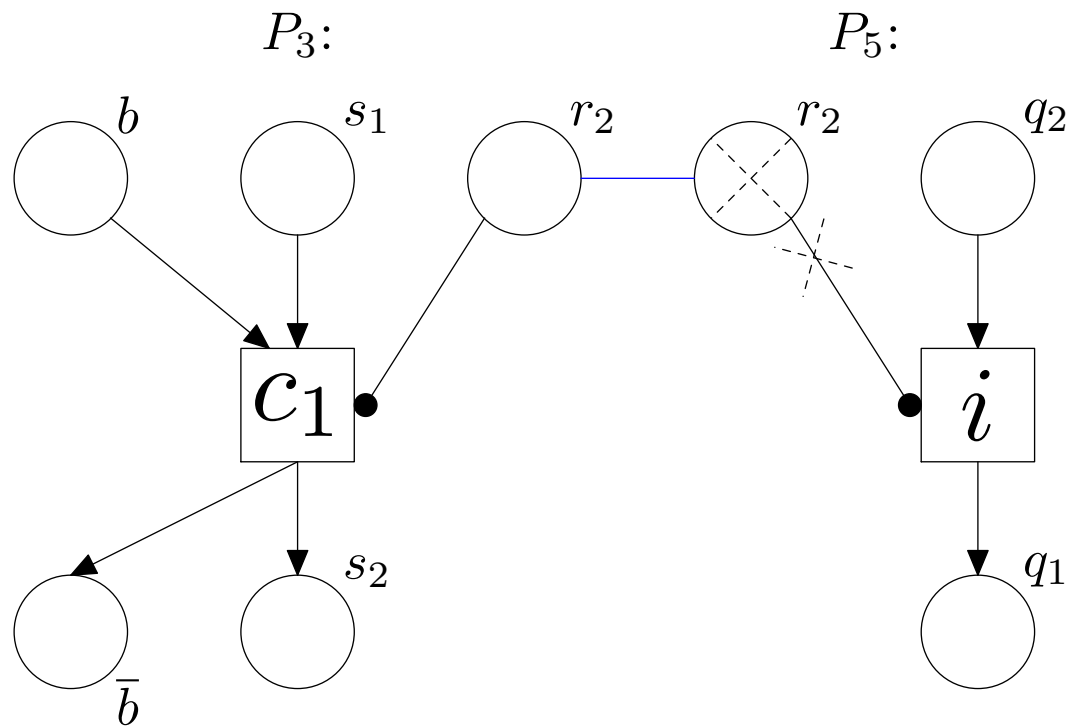 P₃: P₅:
b s₁ r₂ r₂ q₂
c₁ i
s₂ q₁
b̅